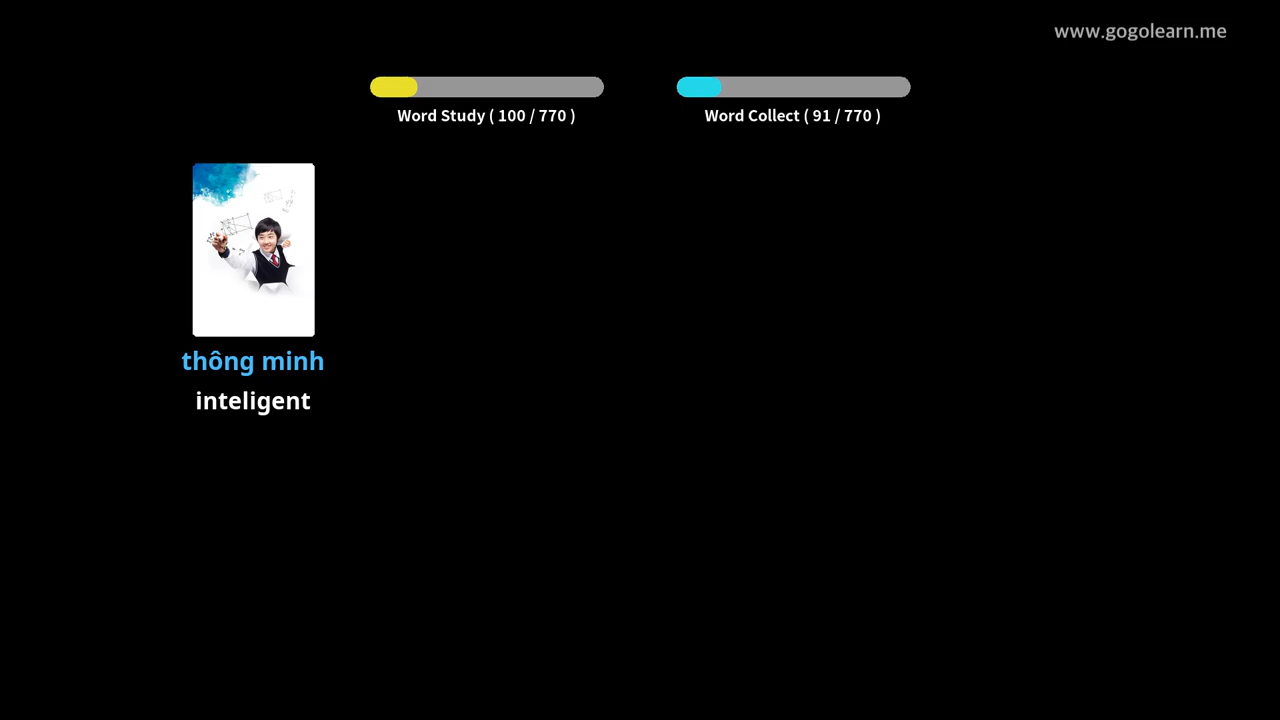 www.gogolearn.me
Word Study ( 100 / 770 )
Word Collect ( 91 / 770 )
thông minh
inteligent